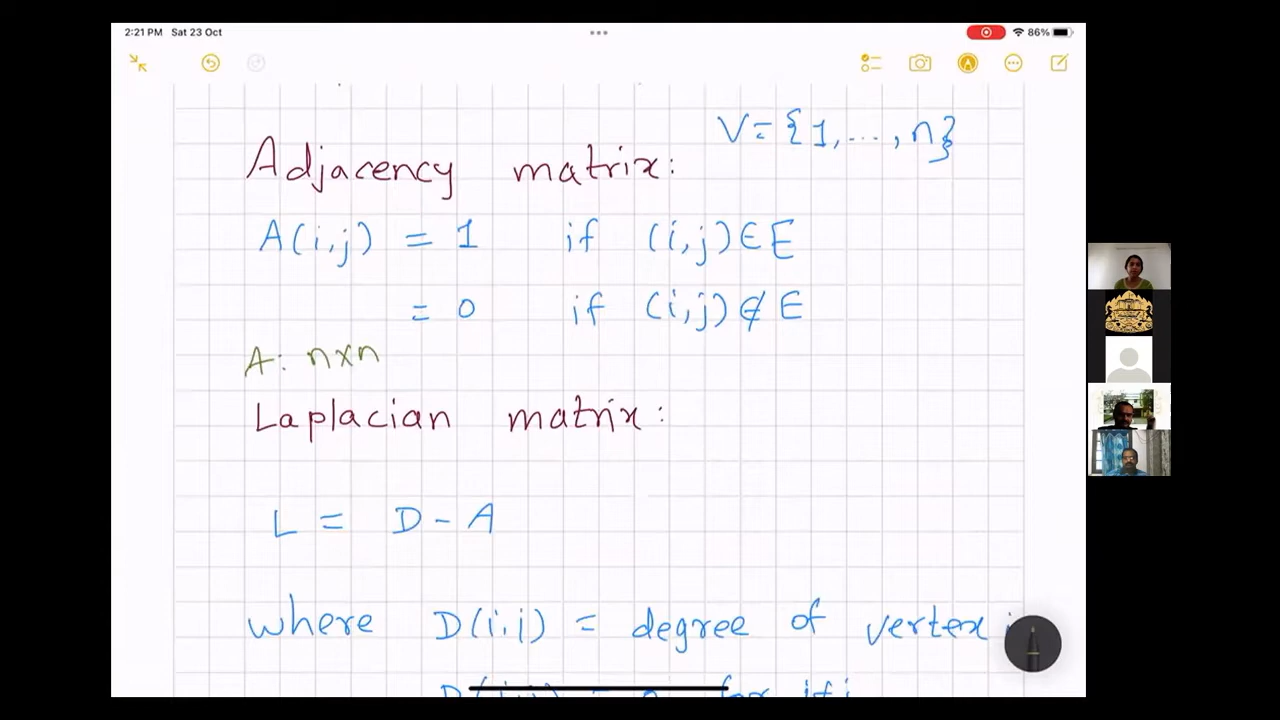 2:21 PM Sat 23 Oct
86%
V = {1, ..., n}
Adjacency matrix:
A(i,j) = 1 if (i,j) ∈ E
= 0 if (i,j) ∉ E
A: n×n
Laplacian matrix:
L = D - A
where D(i,i) = degree of vertex i